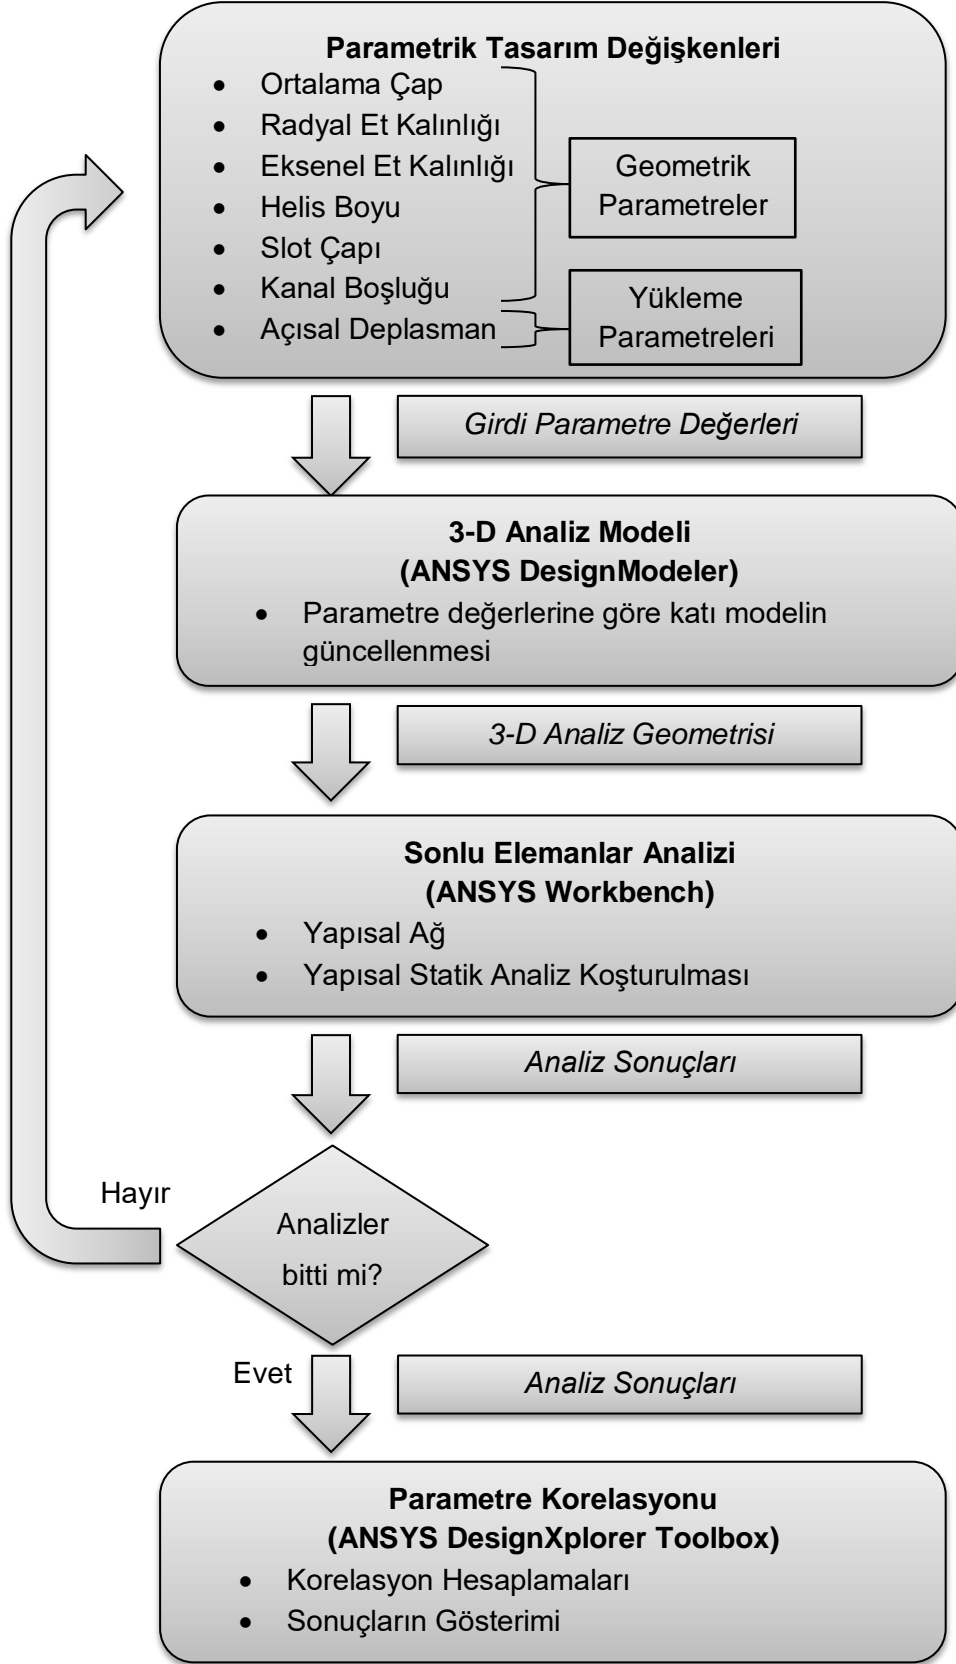 Parametrik Tasarım Değişkenleri
• Ortalama Çap
• Radyal Et Kalınlığı
• Eksenel Et Kalınlığı
• Helis Boyu
• Slot Çapı
• Kanal Boşluğu
• Açısal Deplasman
Geometrik
Parametreler
Yükleme
Parametreleri
Girdi Parametre Değerleri
3-D Analiz Modeli
(ANSYS DesignModeler)
• Parametre değerlerine göre katı modelin
güncellenmesi
3-D Analiz Geometrisi
Sonlu Elemanlar Analizi
(ANSYS Workbench)
• Yapısal Ağ
• Yapısal Statik Analiz Koşturulması
Analiz Sonuçları
Hayır
Analizler
bitti mi?
Evet
Analiz Sonuçları
Parametre Korelasyonu
(ANSYS DesignXplorer Toolbox)
• Korelasyon Hesaplamaları
• Sonuçların Gösterimi